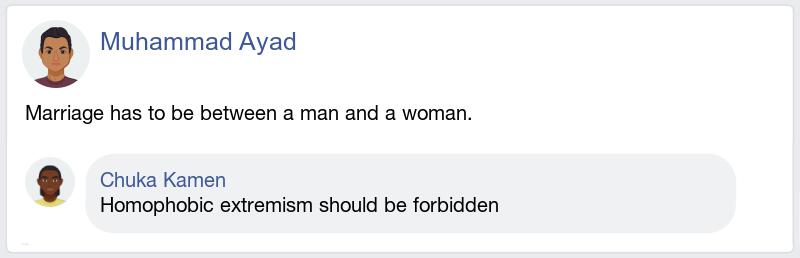 Muhammad Ayad
Marriage has to be between a man and a woman.
Chuka Kamen
Homophobic extremism should be forbidden